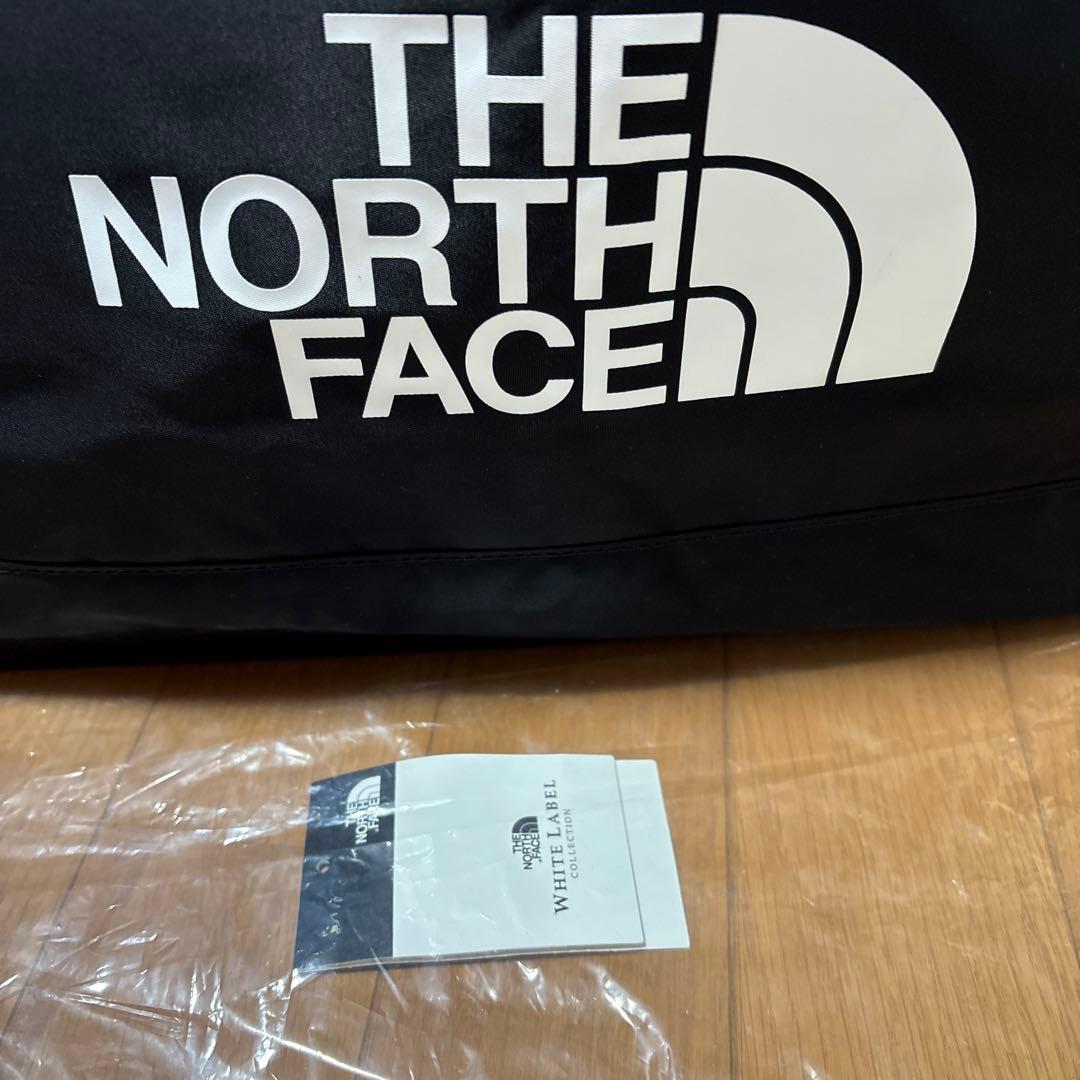 THE
NORTH
FACE
THE
NORTH
FACE
THE
NORTH
FACE
WHITE LABEL
COLLECTION